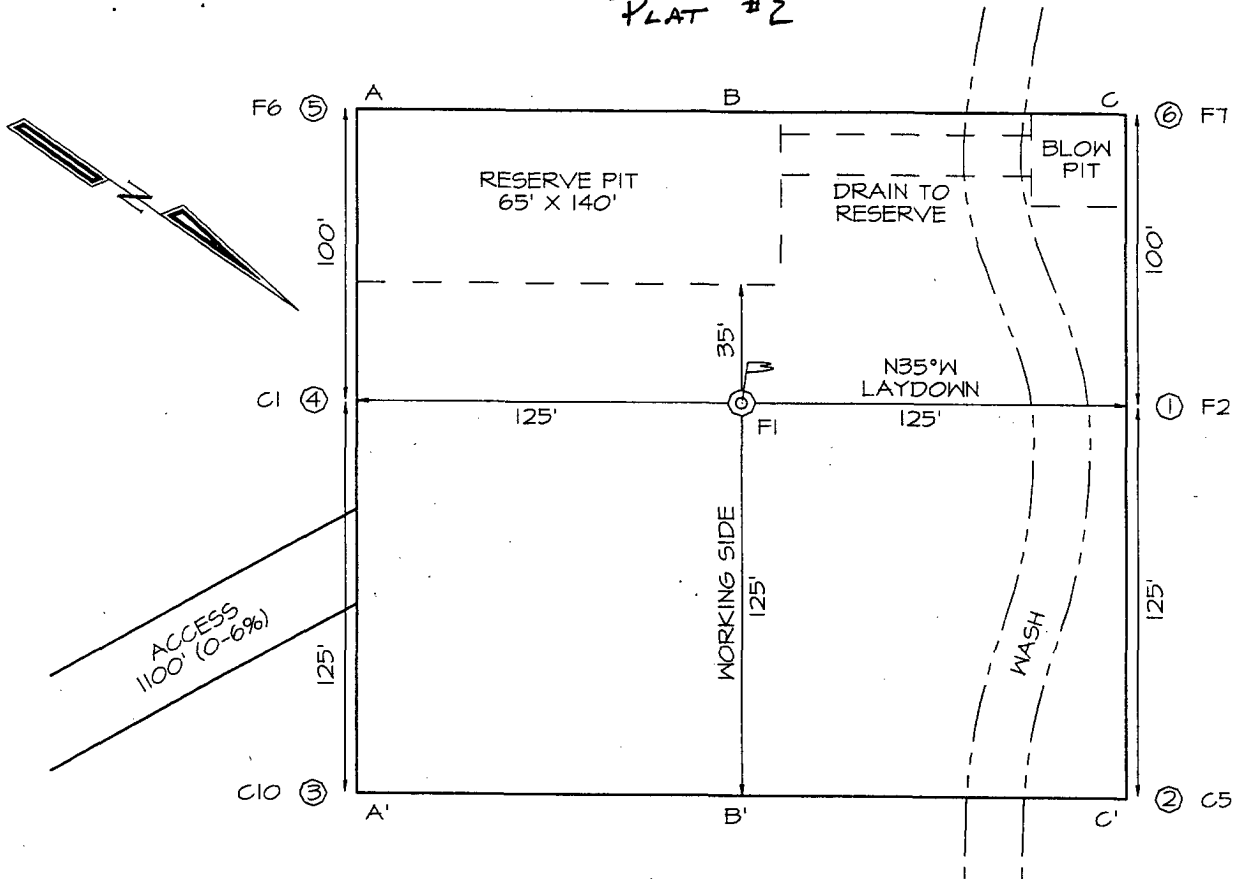 PLAT #2
A
B
C
F6 ⑤
⑥ F7
BLOW
PIT
RESERVE PIT
65' X 140'
DRAIN TO
RESERVE
N
100'
100'
35'
N35°W
LAYDOWN
C1 ④
125'
F1
125'
① F2
WORKING SIDE
125'
ACCESS
1100' (0-6%)
125'
WASH
125'
C10 ③
A'
B'
C'
② C5